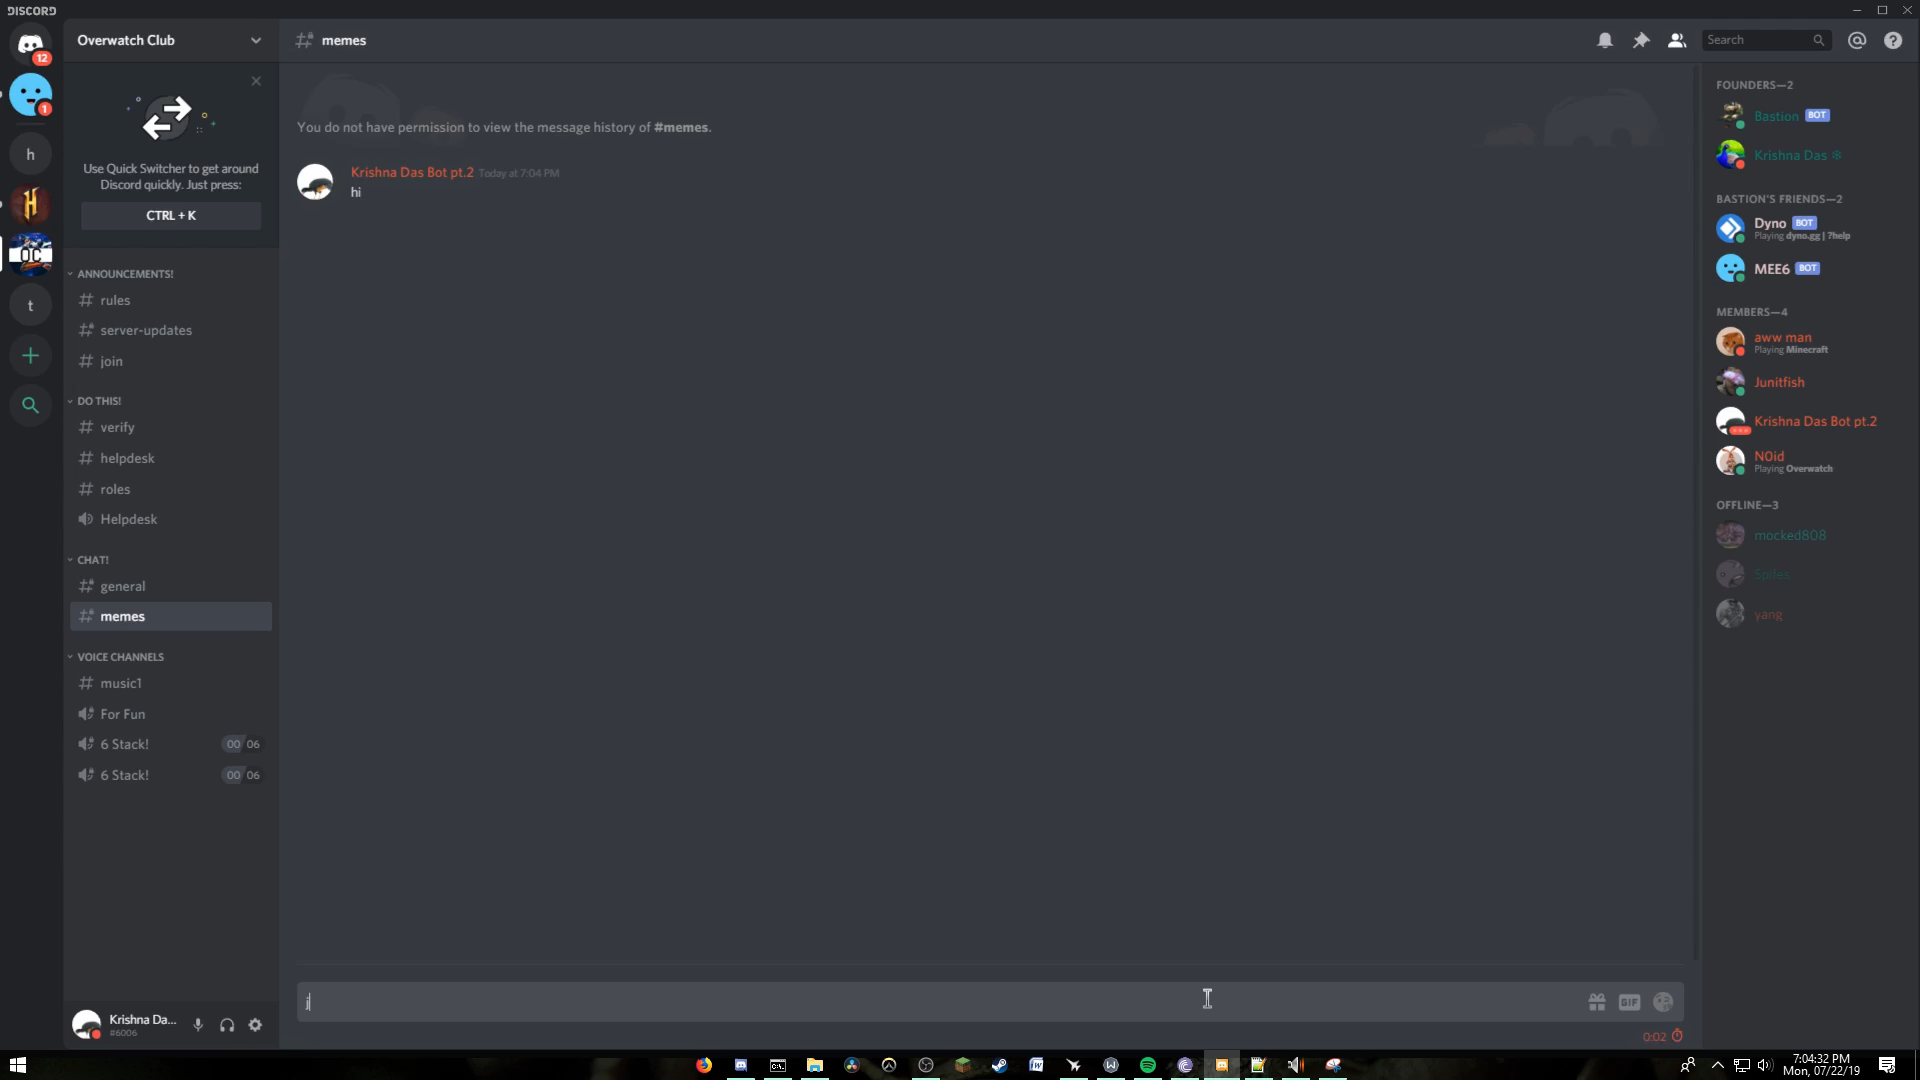 DISCORD
12
1
h
OC
t
Overwatch Club
Use Quick Switcher to get around
Discord quickly. Just press:
CTRL + K
ANNOUNCEMENTS!
rules
server-updates
join
DO THIS!
verify
helpdesk
roles
Helpdesk
CHAT!
general
memes
VOICE CHANNELS
music1
For Fun
6 Stack! 00 06
6 Stack! 00 06
Krishna Da...
#6006
memes
Search
You do not have permission to view the message history of #memes.
Krishna Das Bot pt.2 Today at 7:04 PM
hi
j
GIF
0:02
FOUNDERS—2
Bastion BOT
Krishna Das ❄
BASTION'S FRIENDS—2
Dyno BOT
Playing dyno.gg | ?help
MEE6 BOT
MEMBERS—4
aww man
Playing Minecraft
Junitfish
Krishna Das Bot pt.2
N0id
Playing Overwatch
OFFLINE—3
mocked808
Spites
yang
7:04:32 PM
Mon, 07/22/19